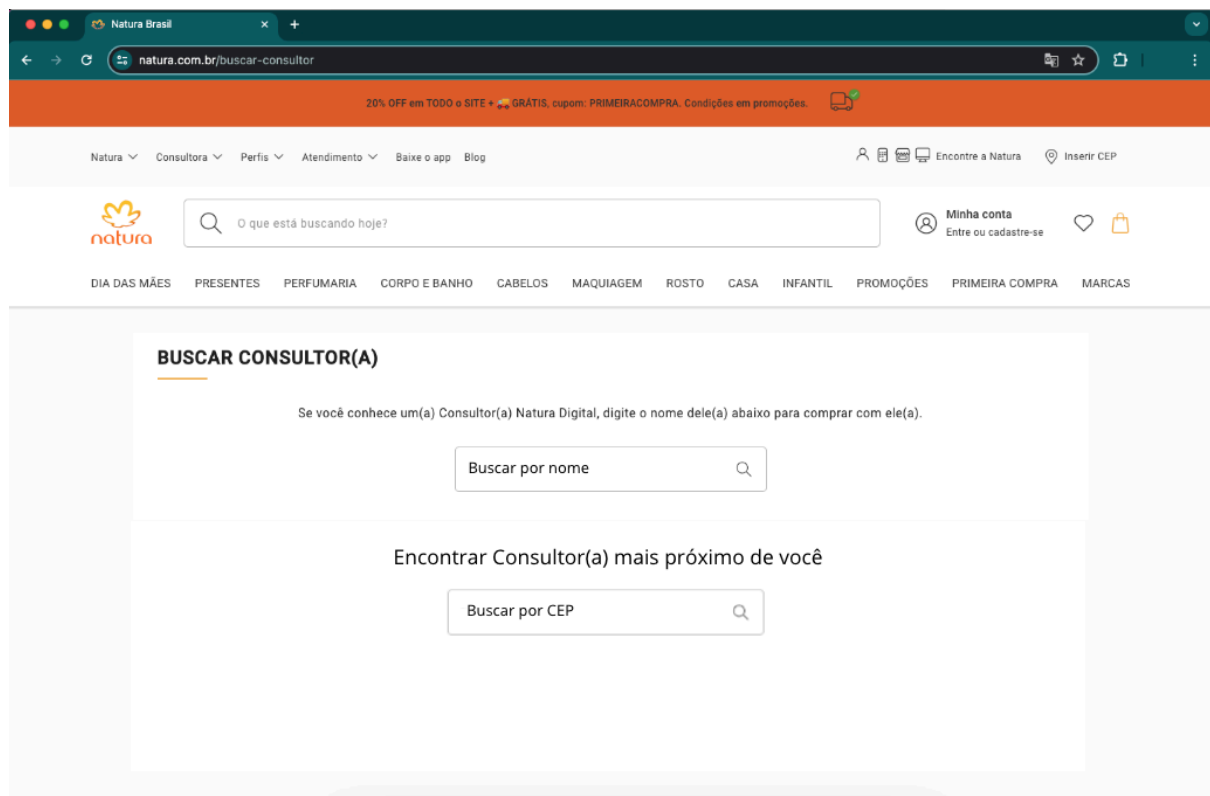 Natura Brasil
natura.com.br/buscar-consultor
20% OFF em TODO o SITE + 🚚 GRÁTIS, cupom: PRIMEIRACOMPRA. Condições em promoções.
Natura Consultora Perfis Atendimento Baixe o app Blog Encontre a Natura Inserir CEP
natura
O que está buscando hoje?
Minha conta
Entre ou cadastre-se
DIA DAS MÃES PRESENTES PERFUMARIA CORPO E BANHO CABELOS MAQUIAGEM ROSTO CASA INFANTIL PROMOÇÕES PRIMEIRA COMPRA MARCAS
BUSCAR CONSULTOR(A)
Se você conhece um(a) Consultor(a) Natura Digital, digite o nome dele(a) abaixo para comprar com ele(a).
Buscar por nome
Encontrar Consultor(a) mais próximo de você
Buscar por CEP